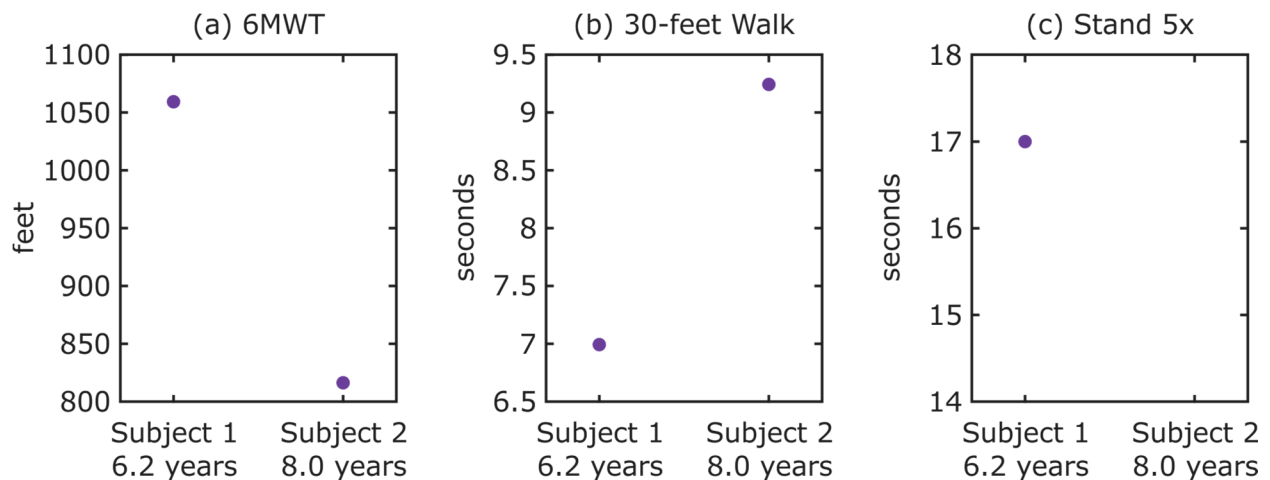 (a) 6MWT
1100
1050
1000
950
900
850
800
feet
Subject 1
6.2 years
Subject 2
8.0 years
(b) 30-feet Walk
9.5
9
8.5
8
7.5
7
6.5
seconds
Subject 1
6.2 years
Subject 2
8.0 years
(c) Stand 5x
18
17
16
15
14
seconds
Subject 1
6.2 years
Subject 2
8.0 years